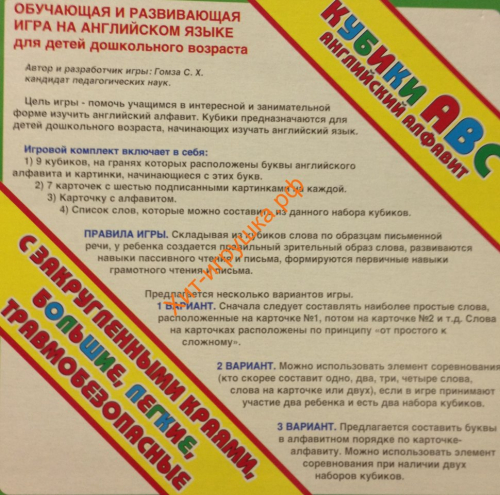 ОБУЧАЮЩАЯ И РАЗВИВАЮЩАЯ
ИГРА НА АНГЛИЙСКОМ ЯЗЫКЕ
для детей дошкольного возраста
Автор и разработчик игры: Гомза С. Х.
кандидат педагогических наук.
КУБИКИ ABC
АНГЛИЙСКИЙ АЛФАВИТ
Цель игры - помочь учащимся в интересной и занимательной
форме изучить английский алфавит. Кубики предназначаются для
детей дошкольного возраста, начинающих изучать английский язык.
Игровой комплект включает в себя:
1) 9 кубиков, на гранях которых расположены буквы английского
алфавита и картинки, начинающиеся с этих букв.
2) 7 карточек с шестью подписанными картинками на каждой.
3) Карточку с алфавитом.
4) Список слов, которые можно составить из данного набора кубиков.
ПРАВИЛА ИГРЫ. Складывая из кубиков слова по образцам письменной
речи, у ребенка создается правильный зрительный образ слова, развиваются
навыки пассивного чтения и письма, формируются первичные навыки
грамотного чтения и письма.
Предлагается несколько вариантов игры.
1 ВАРИАНТ. Сначала следует составлять наиболее простые слова,
расположенные на карточке №1, потом на карточке №2 и т.д. Слова
на карточках расположены по принципу «от простого к
сложному».
2 ВАРИАНТ. Можно использовать элемент соревнования
(кто скорее составит одно, два, три, четыре слова,
слова на карточке или двух), если в игре принимают
участие два ребенка и есть два набора кубиков.
3 ВАРИАНТ. Предлагается составить буквы
в алфавитном порядке по карточке-
алфавиту. Можно использовать элемент
соревнования при наличии двух
наборов кубиков.
С ЗАКРУГЛЕННЫМИ КРАЯМИ,
БОЛЬШИЕ, ЛЕГКИЕ,
ТРАВМОБЕЗОПАСНЫЕ
Хит-игрушка.рф